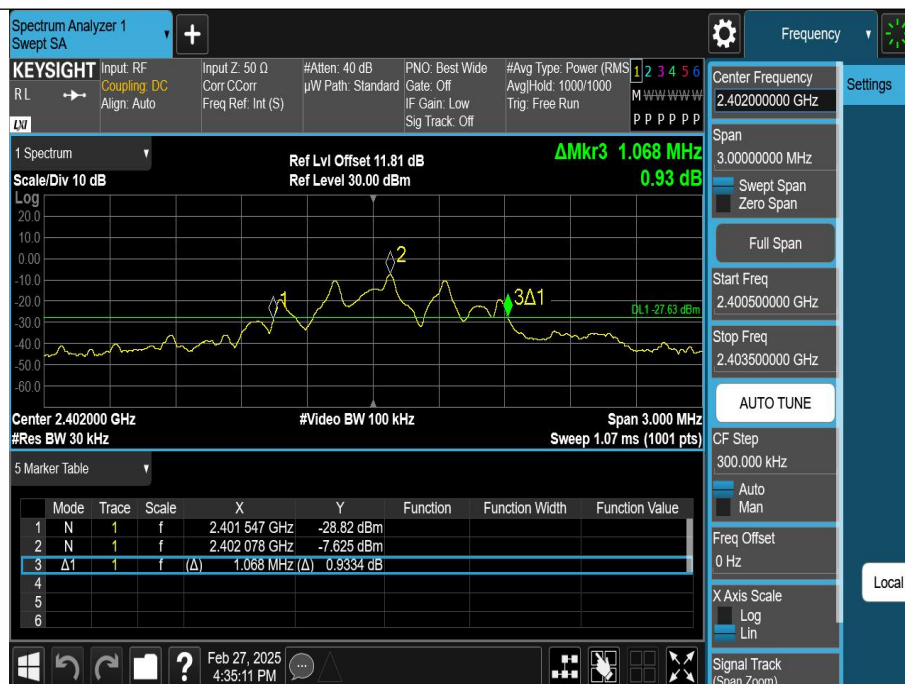 Spectrum Analyzer 1
Swept SA
+
Frequency
KEYSIGHT
RL
LXI
Input: RF
Coupling: DC
Align: Auto
Input Z: 50 Ω
Corr CCorr
Freq Ref: Int (S)
#Atten: 40 dB
µW Path: Standard
PNO: Best Wide
Gate: Off
IF Gain: Low
Sig Track: Off
#Avg Type: Power (RMS
Avg|Hold: 1000/1000
Trig: Free Run
1 2 3 4 5 6
M W W W W W
P P P P P P
1 Spectrum
Scale/Div 10 dB
Ref Lvl Offset 11.81 dB
Ref Level 30.00 dBm
ΔMkr3 1.068 MHz
0.93 dB
Log
20.0
10.0
0.00
-10.0
-20.0
-30.0
-40.0
-50.0
-60.0
1
2
3Δ1
DL1 -27.63 dBm
Center 2.402000 GHz
#Video BW 100 kHz
Span 3.000 MHz
#Res BW 30 kHz
Sweep 1.07 ms (1001 pts)
5 Marker Table
Mode Trace Scale X Y Function Function Width Function Value
1 N 1 f 2.401 547 GHz -28.82 dBm
2 N 1 f 2.402 078 GHz -7.625 dBm
3 Δ1 1 f (Δ) 1.068 MHz (Δ) 0.9334 dB
4
5
6
?
Feb 27, 2025
4:35:11 PM
Center Frequency
2.402000000 GHz
Span
3.00000000 MHz
Swept Span
Zero Span
Full Span
Start Freq
2.400500000 GHz
Stop Freq
2.403500000 GHz
AUTO TUNE
CF Step
300.000 kHz
Auto
Man
Freq Offset
0 Hz
X Axis Scale
Log
Lin
Signal Track
(Span Zoom)
Settings
Local